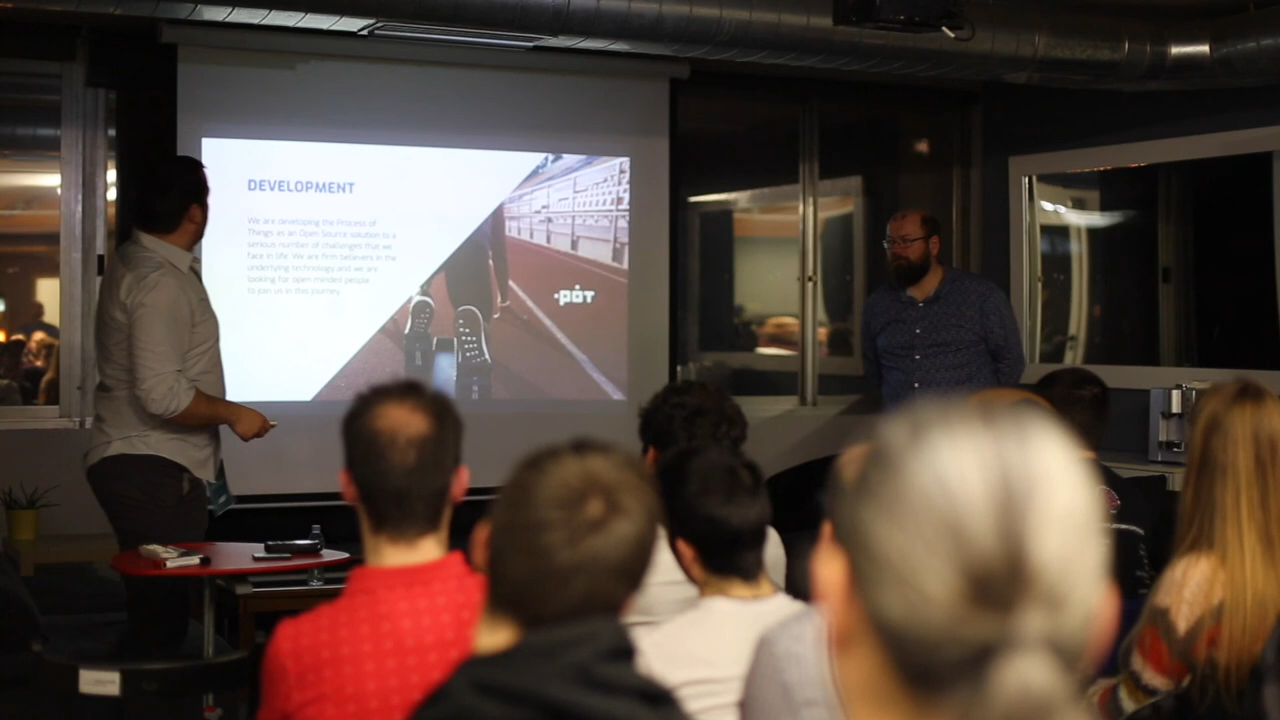 DEVELOPMENT
We are developing the Process of
Things as an Open Source solution to a
serious number of challenges that we
face in life. We are firm believers in the
underlying technology and we are
looking for open minded people
to join us in this journey.
·pot